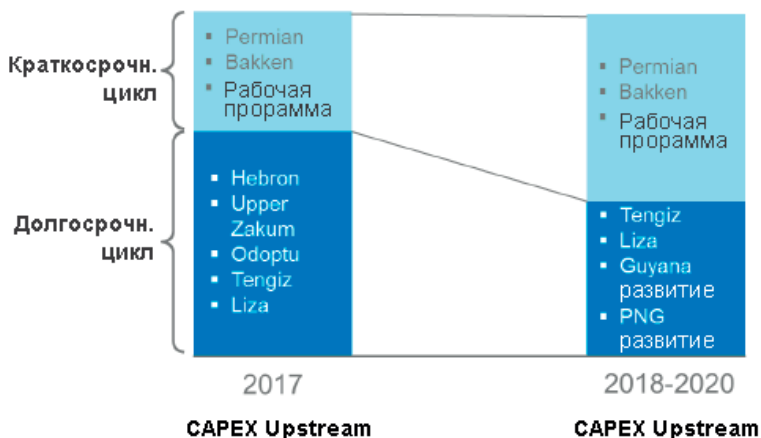 Краткосрочн.
цикл
Долгосрочн.
цикл
▪ Permian
▪ Bakken
▪ Рабочая
прорамма
▪ Hebron
▪ Upper
Zakum
▪ Odoptu
▪ Tengiz
▪ Liza
▪ Permian
▪ Bakken
▪ Рабочая
прорамма
▪ Tengiz
▪ Liza
▪ Guyana
развитие
▪ PNG
развитие
2017
2018-2020
CAPEX Upstream
CAPEX Upstream